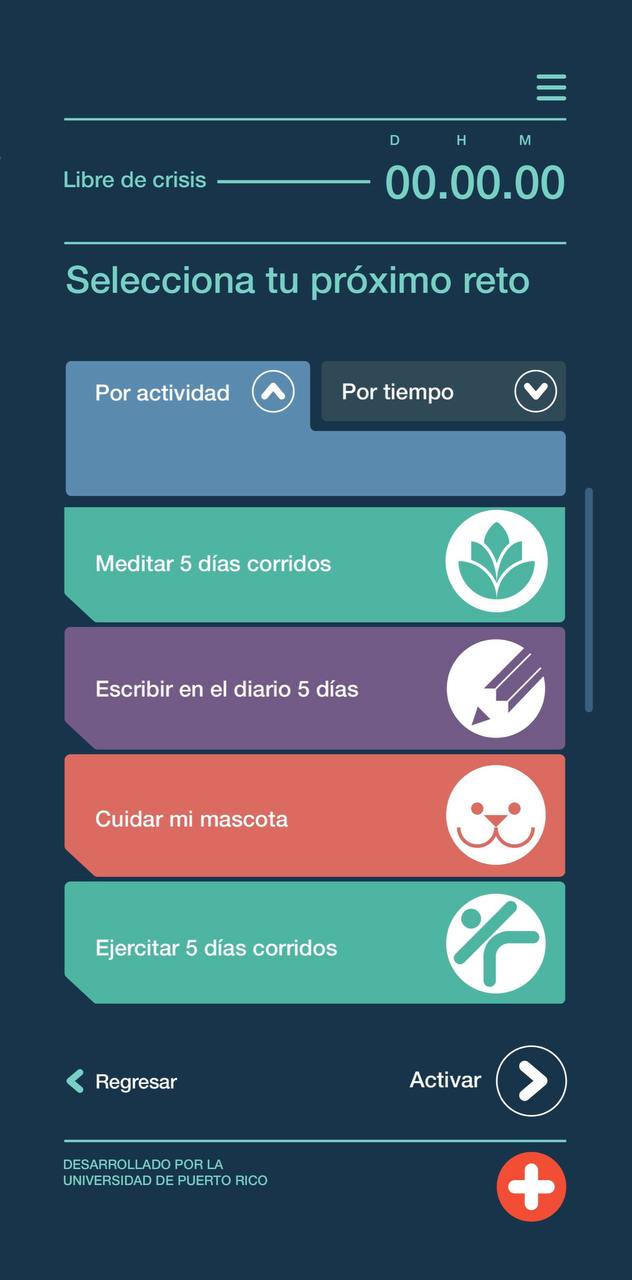 D H M
Libre de crisis 00.00.00
Selecciona tu próximo reto
Por actividad
Por tiempo
Meditar 5 días corridos
Escribir en el diario 5 días
Cuidar mi mascota
Ejercitar 5 días corridos
Regresar
Activar
DESARROLLADO POR LA
UNIVERSIDAD DE PUERTO RICO